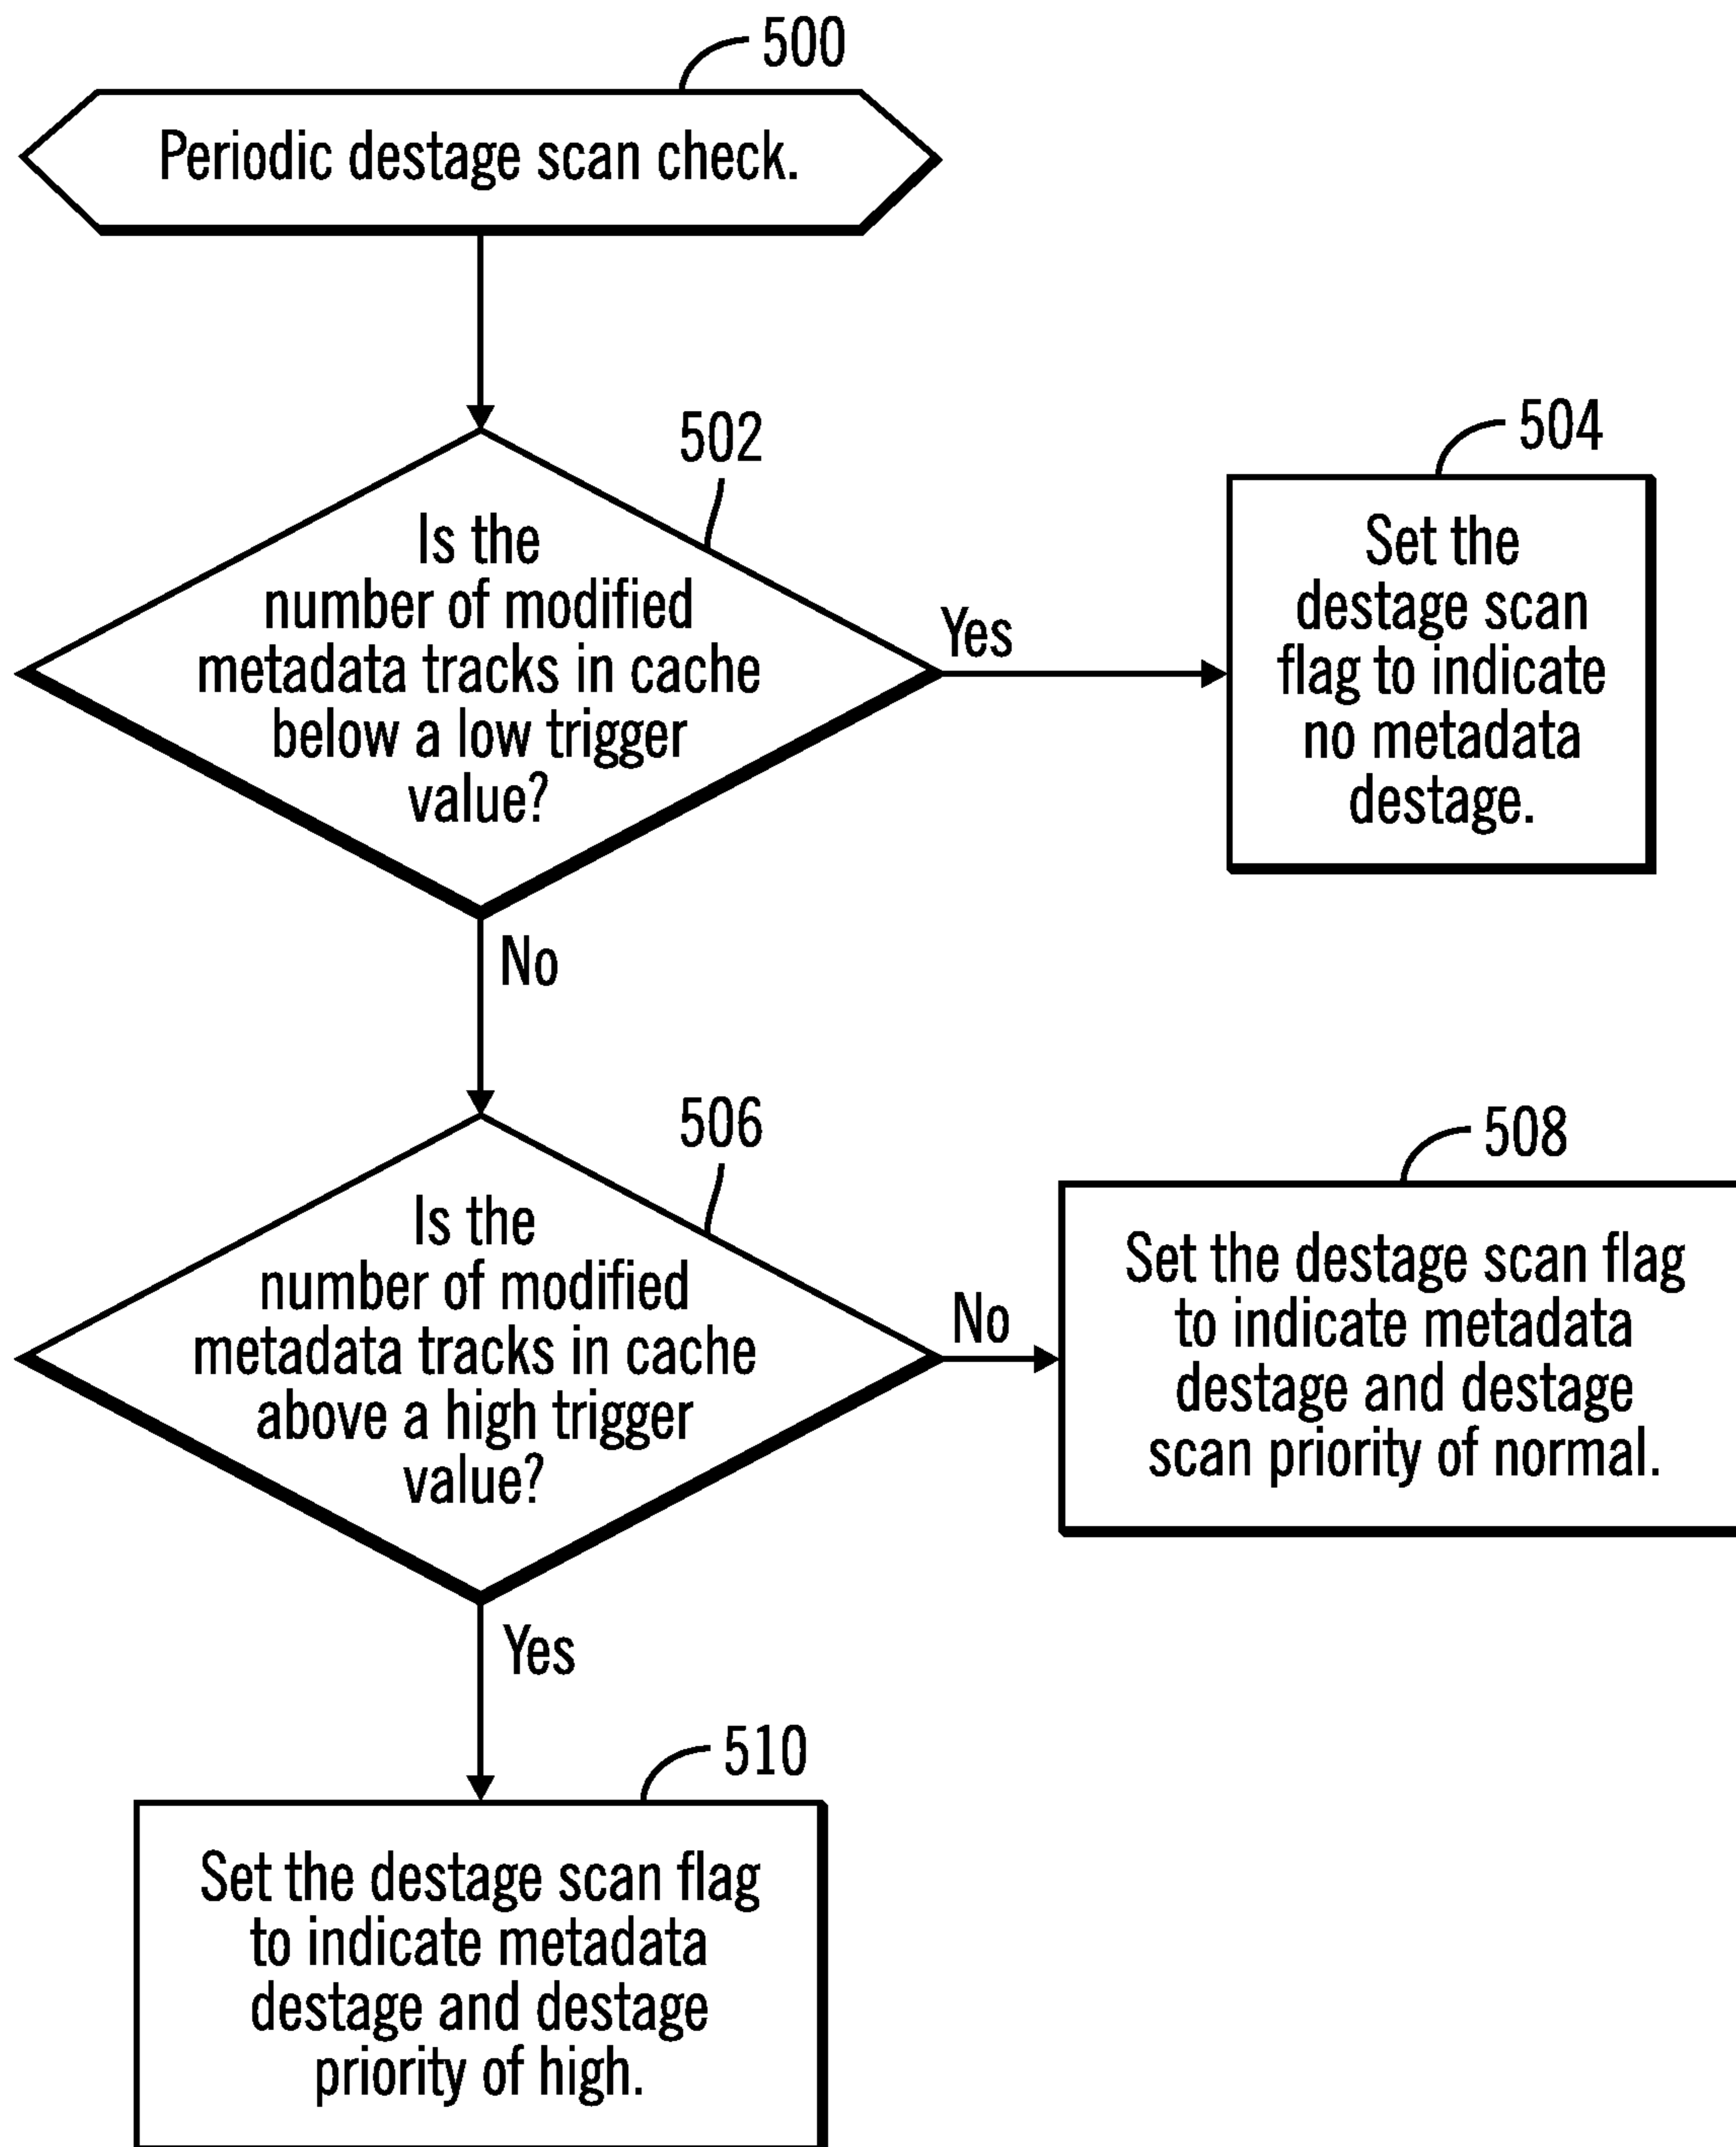 500
Periodic destage scan check.
502
Is the
number of modified
metadata tracks in cache
below a low trigger
value?
Yes
504
Set the
destage scan
flag to indicate
no metadata
destage.
No
506
Is the
number of modified
metadata tracks in cache
above a high trigger
value?
No
508
Set the destage scan flag
to indicate metadata
destage and destage
scan priority of normal.
Yes
510
Set the destage scan flag
to indicate metadata
destage and destage
priority of high.